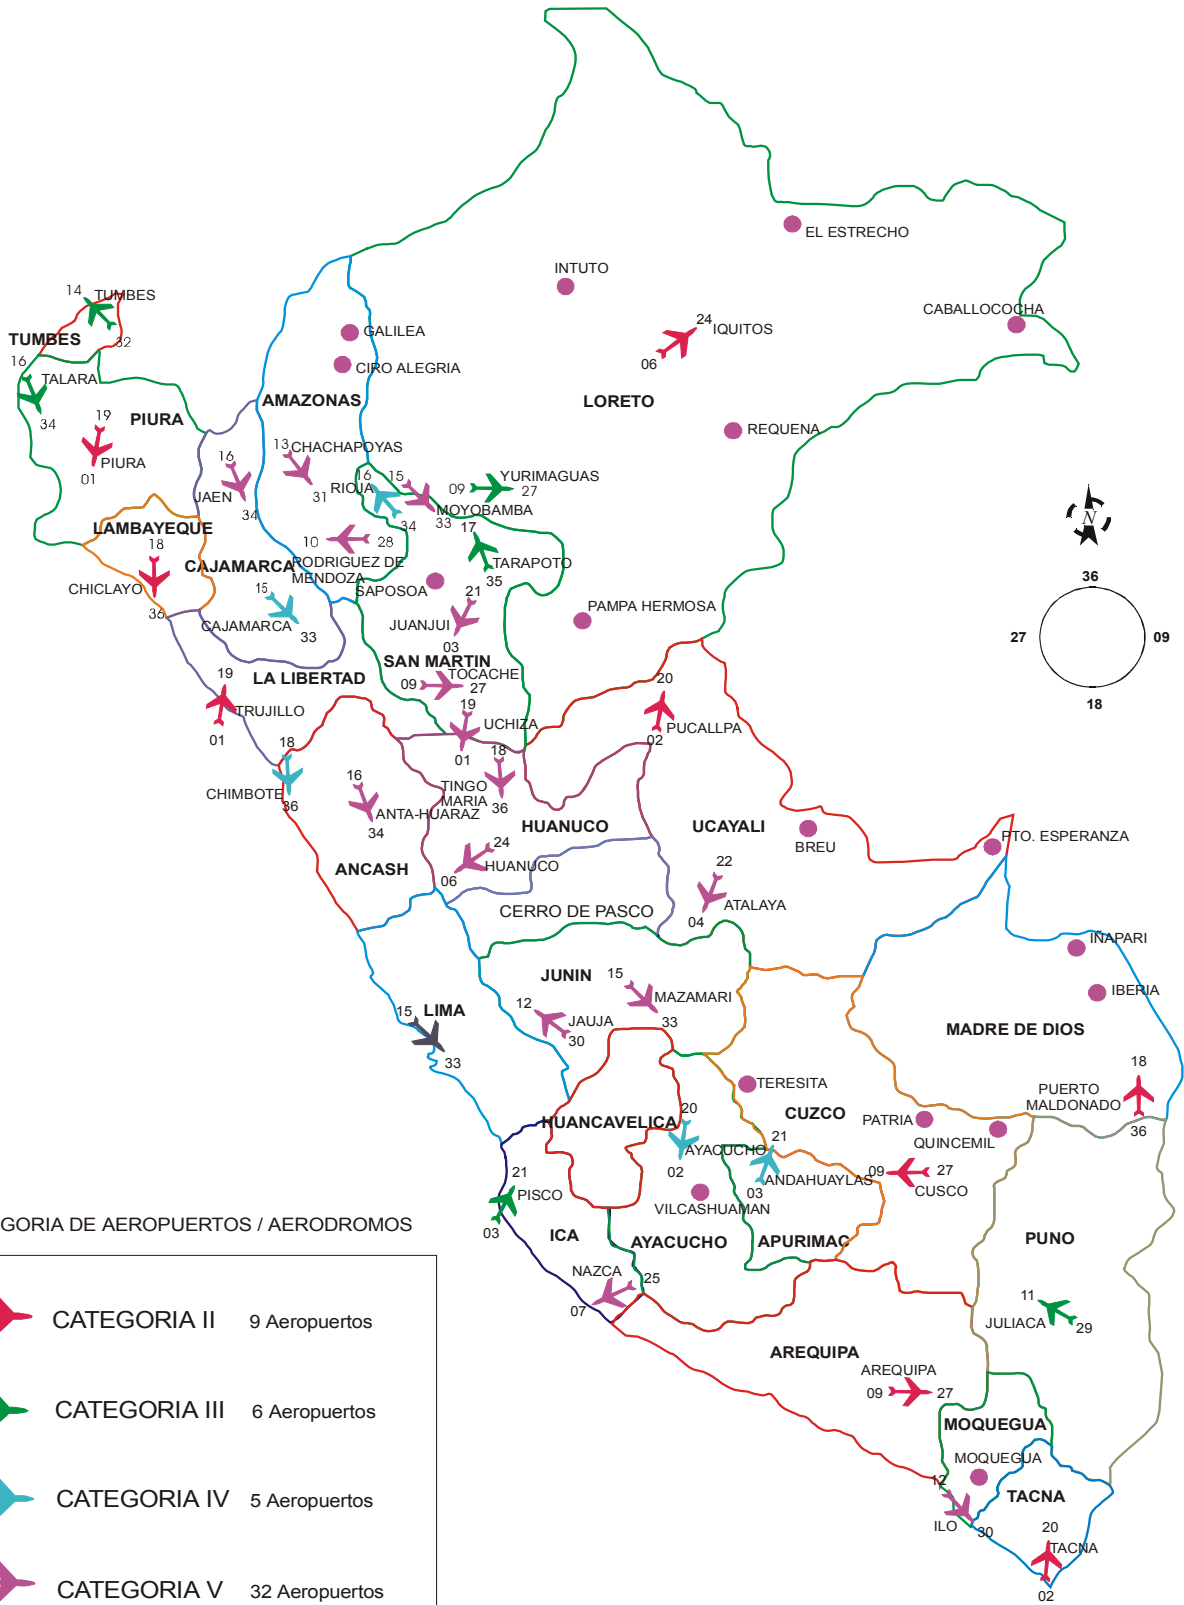 EL ESTRECHO
INTUTO
CABALLOCOCHA
14
TUMBES
TUMBES
32
GALILEA
24
IQUITOS
06
16
TALARA
CIRO ALEGRIA
34
AMAZONAS
LORETO
19
PIURA
PIURA
01
REQUENA
13
CHACHAPOYAS
31
16
JAEN
34
16
RIOJA
34
15
MOYOBAMBA
33
YURIMAGUAS
09
27
LAMBAYEQUE
18
CHICLAYO
36
10
28
RODRIGUEZ DE
MENDOZA
17
TARAPOTO
35
N
CAJAMARCA
15
CAJAMARCA
33
SAPOSOA
21
JUANJUI
03
PAMPA HERMOSA
36
27
09
18
SAN MARTIN
LA LIBERTAD
TOCACHE
09
27
19
TRUJILLO
01
20
PUCALLPA
02
19
UCHIZA
01
18
CHIMBOTE
36
18
TINGO
MARIA
36
16
ANTA-HUARAZ
34
HUANUCO
UCAYALI
BREU
PTO. ESPERANZA
24
HUANUCO
06
ANCASH
22
ATALAYA
04
CERRO DE PASCO
IÑAPARI
JUNIN
15
MAZAMARI
33
IBERIA
12
JAUJA
30
15
LIMA
33
MADRE DE DIOS
18
PUERTO
MALDONADO
36
TERESITA
CUZCO
PATRIA
QUINCEMIL
HUANCAVELICA
20
AYACUCHO
02
21
ANDAHUAYLAS
03
09
27
CUSCO
21
PISCO
03
VILCASHUAMAN
ICA
AYACUCHO
APURIMAC
PUNO
NAZCA
25
07
11
JULIACA
29
AREQUIPA
AREQUIPA
09
27
MOQUEGUA
MOQUEGUA
12
ILO
30
TACNA
20
TACNA
02
GORIA DE AEROPUERTOS / AERODROMOS
CATEGORIA II 9 Aeropuertos
CATEGORIA III 6 Aeropuertos
CATEGORIA IV 5 Aeropuertos
CATEGORIA V 32 Aeropuertos